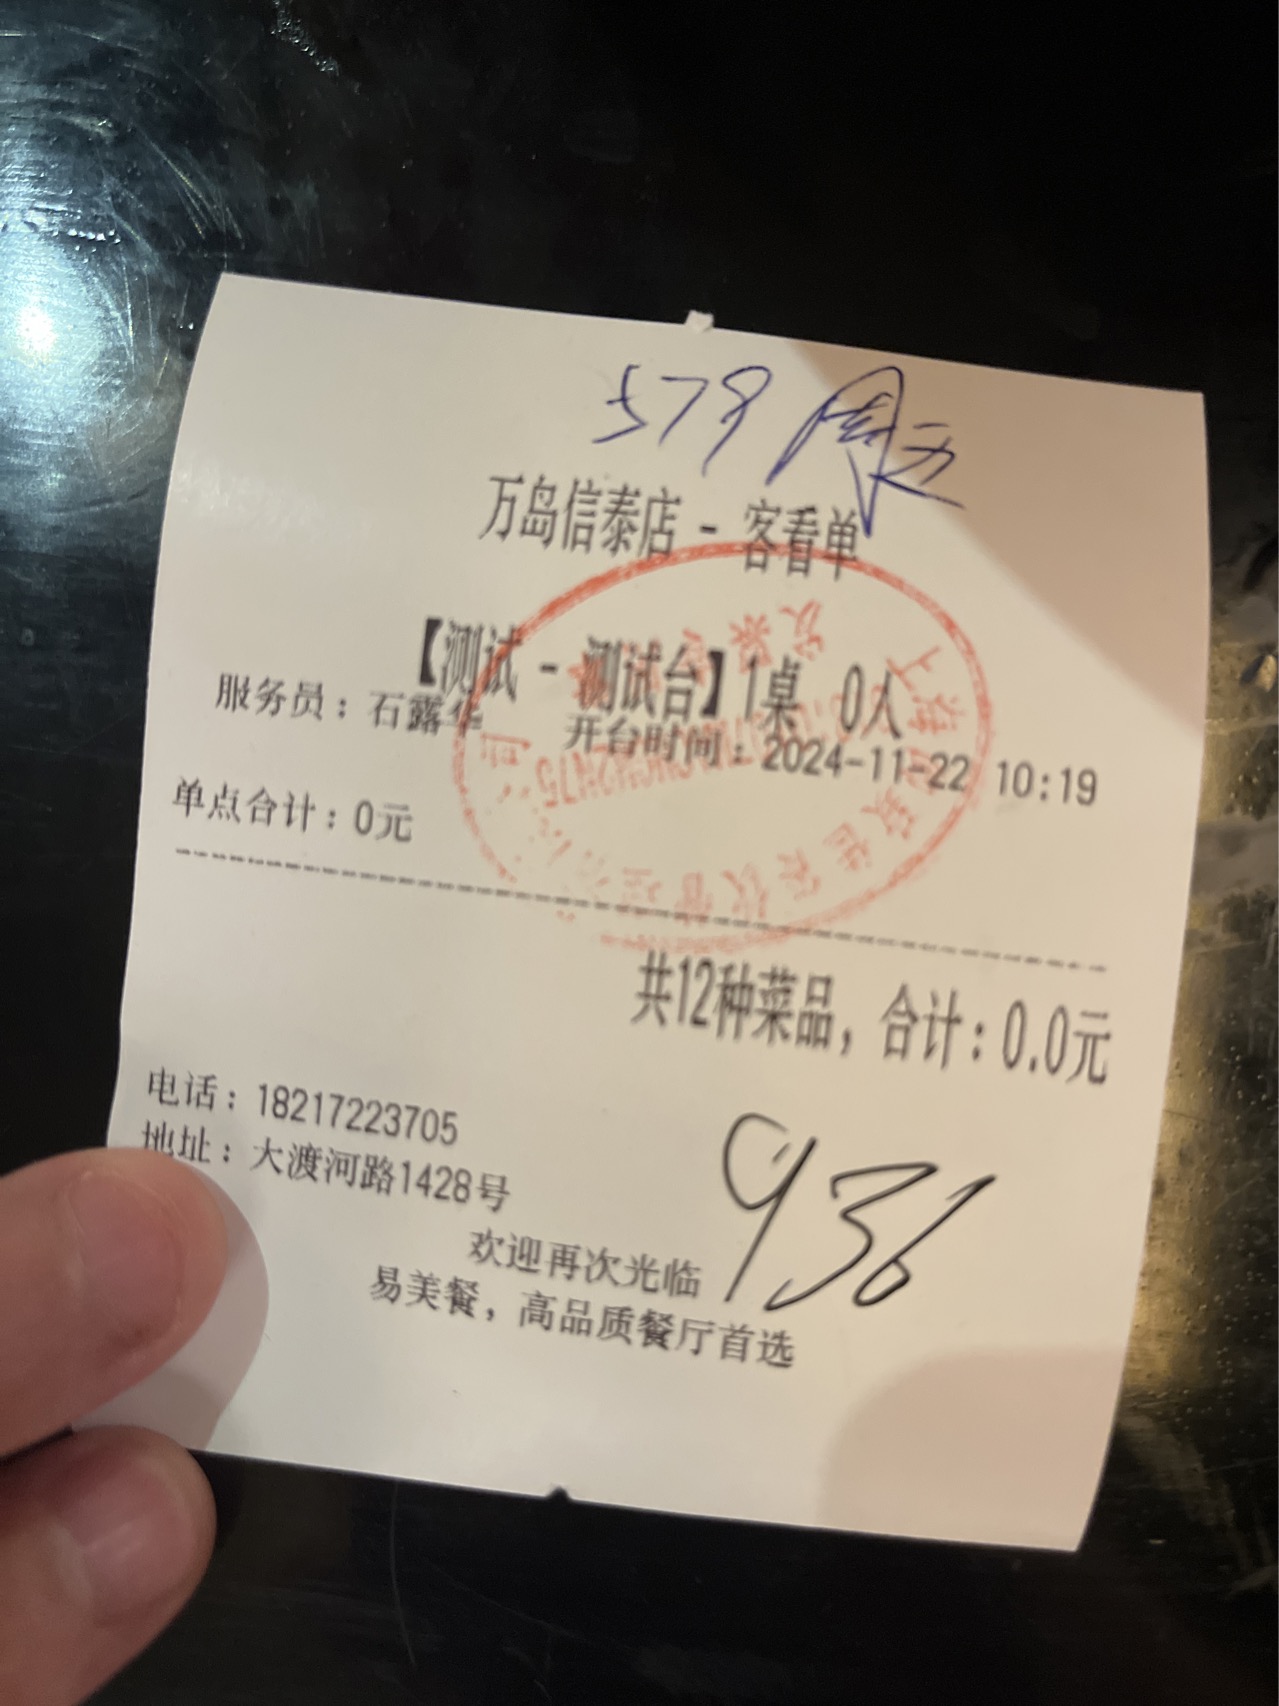 579 周五
万岛信泰店 - 客看单
【测试 - 测试台】1桌 0人
服务员：石露华 开台时间：2024-11-22 10:19
单点合计：0元
共12种菜品，合计：0.0元
电话：18217223705
地址：大渡河路1428号
936
欢迎再次光临
易美餐，高品质餐厅首选